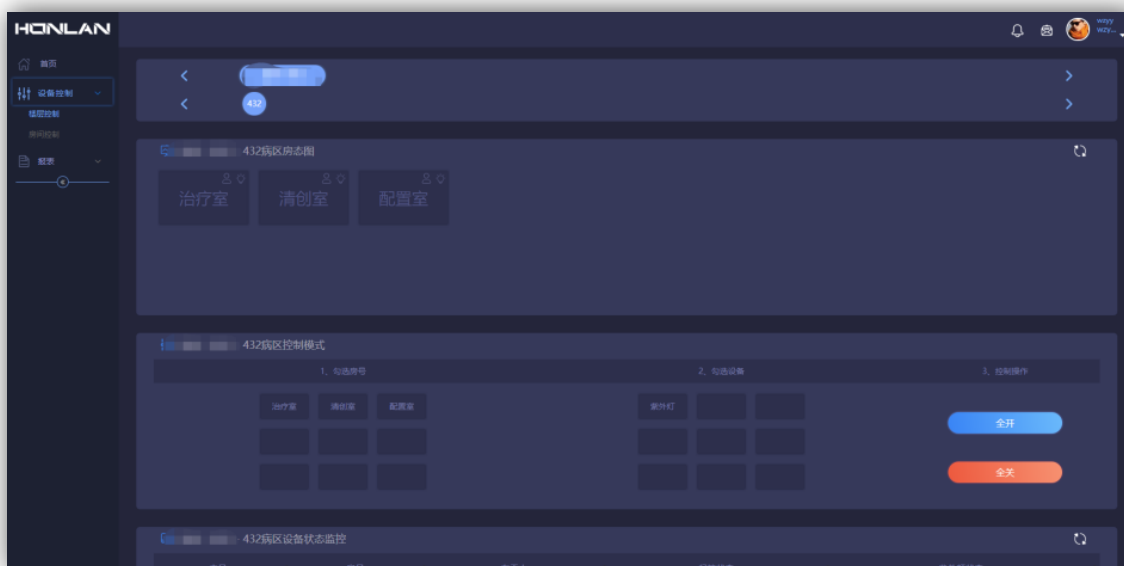 HONLAN
wzyy
wzy...
首页
设备控制
楼层控制
房间控制
报表
432
432病区房态图
治疗室 清创室 配置室
432病区控制模式
1、勾选房号 2、勾选设备 3、控制操作
治疗室 清创室 配置室 紫外灯
全开
全关
432病区设备状态监控